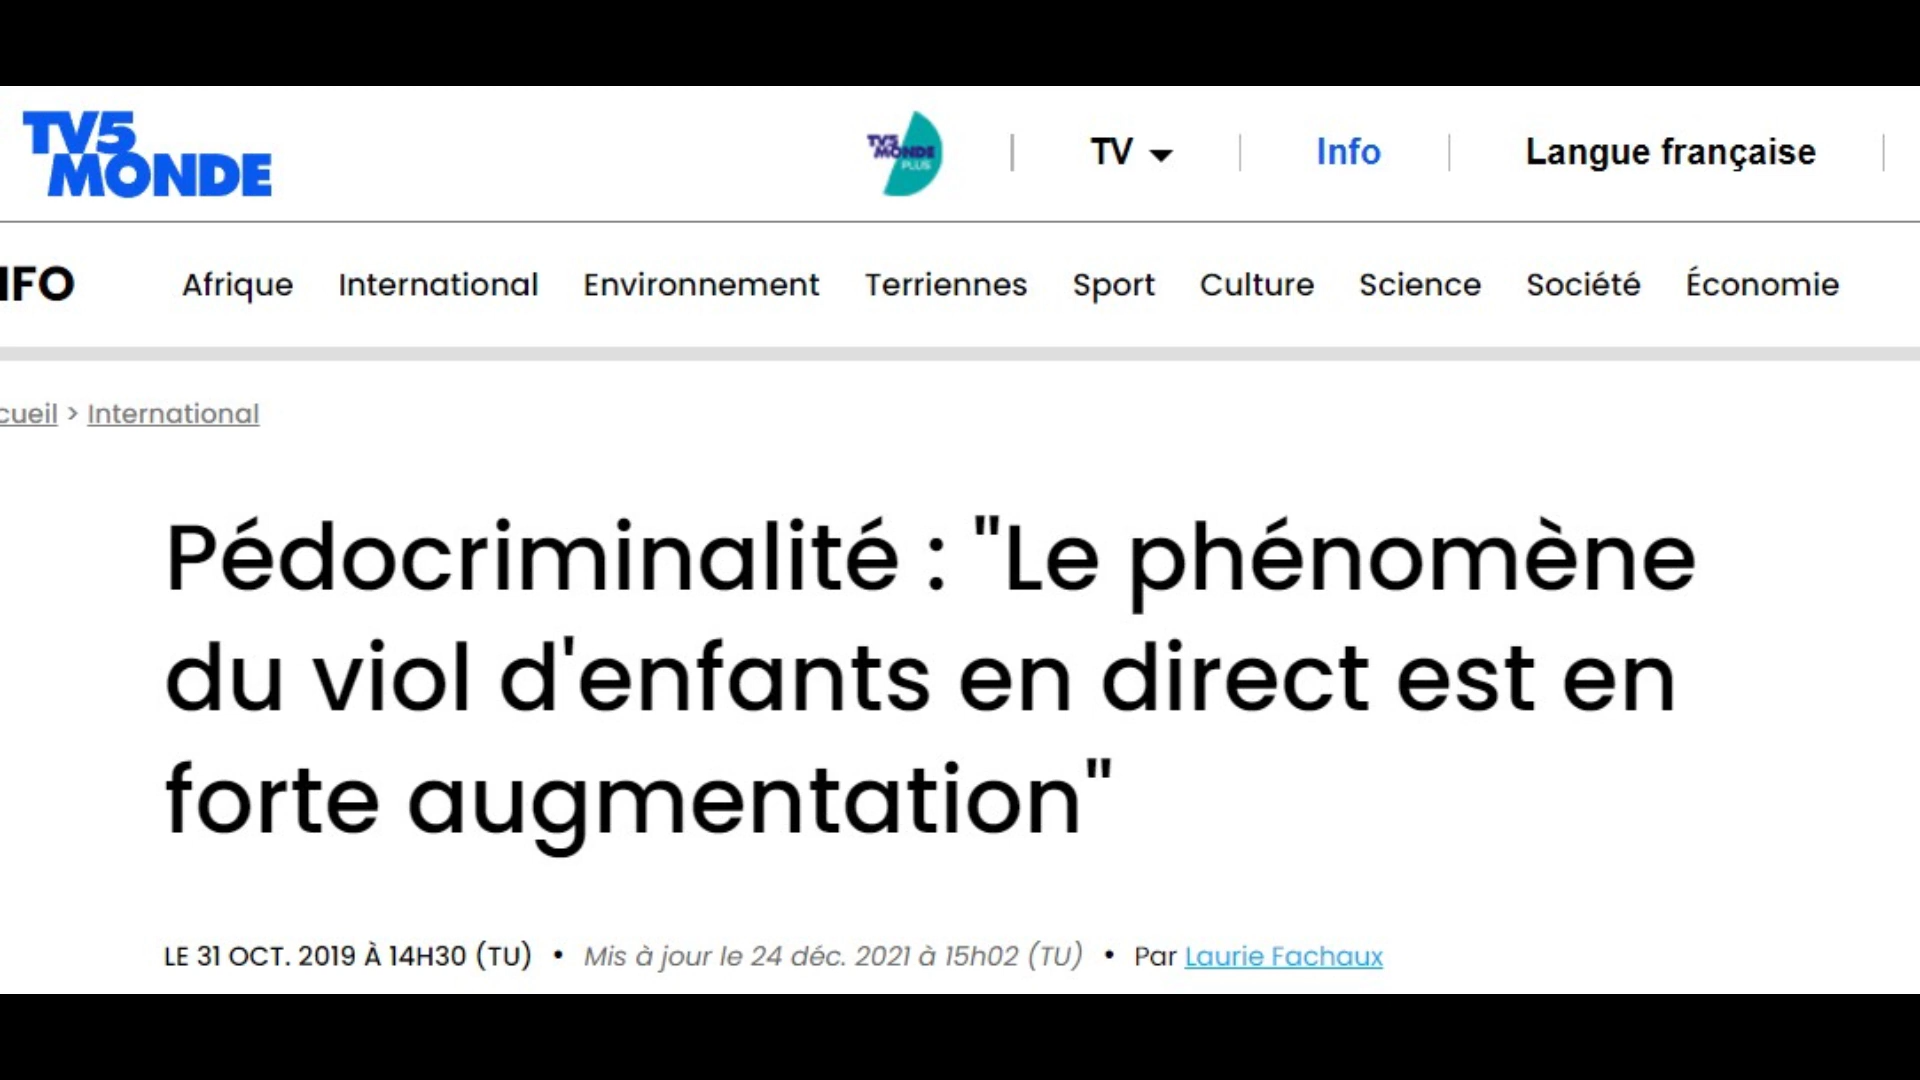 TV5
MONDE
TV5
MONDE
PLUS
TV
Info
Langue française
IFO
Afrique International Environnement Terriennes Sport Culture Science Société Économie
cueil > International
Pédocriminalité : "Le phénomène
du viol d'enfants en direct est en
forte augmentation"
LE 31 OCT. 2019 À 14H30 (TU) • Mis à jour le 24 déc. 2021 à 15h02 (TU) • Par Laurie Fachaux